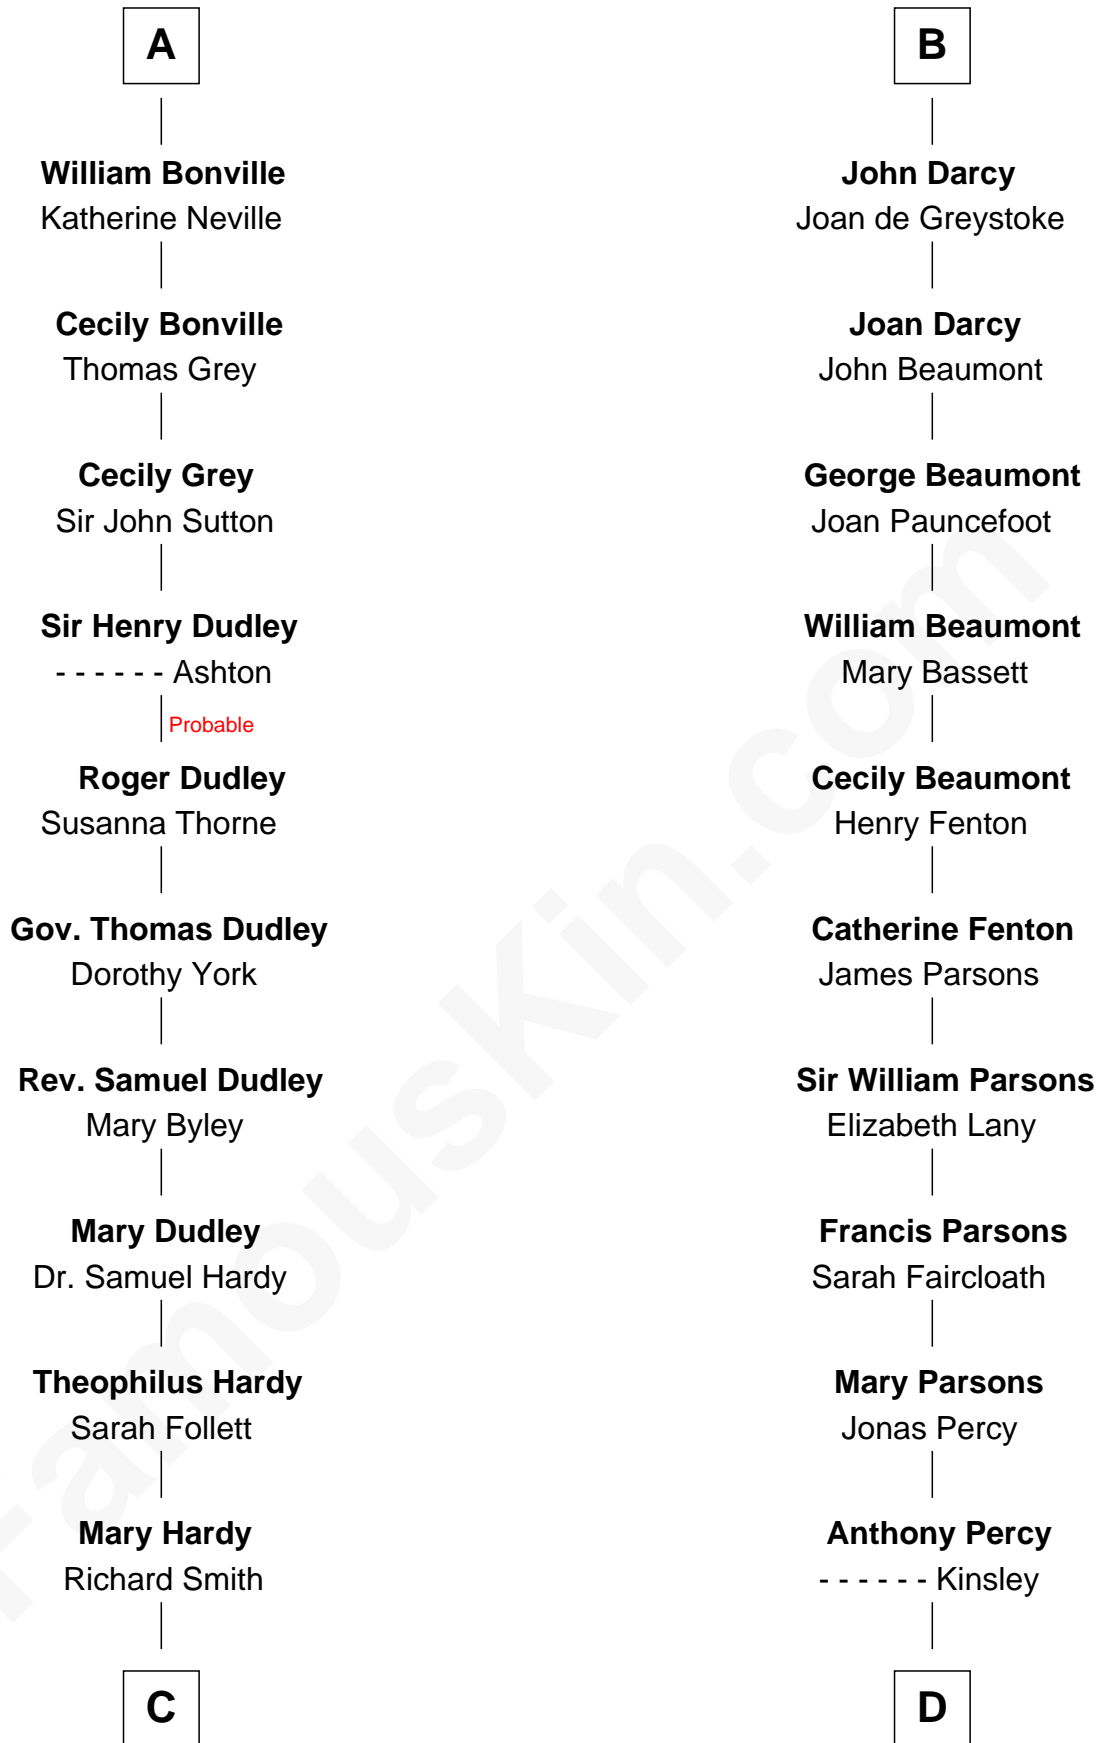 A
William Bonville
Katherine Neville
Cecily Bonville
Thomas Grey
Cecily Grey
Sir John Sutton
Sir Henry Dudley
- - - - - - Ashton
Probable
Roger Dudley
Susanna Thorne
Gov. Thomas Dudley
Dorothy York
Rev. Samuel Dudley
Mary Byley
Mary Dudley
Dr. Samuel Hardy
Theophilus Hardy
Sarah Follett
Mary Hardy
Richard Smith
C
B
John Darcy
Joan de Greystoke
Joan Darcy
John Beaumont
George Beaumont
Joan Pauncefoot
William Beaumont
Mary Bassett
Cecily Beaumont
Henry Fenton
Catherine Fenton
James Parsons
Sir William Parsons
Elizabeth Lany
Francis Parsons
Sarah Faircloath
Mary Parsons
Jonas Percy
Anthony Percy
- - - - - - Kinsley
D
FamousKin.com